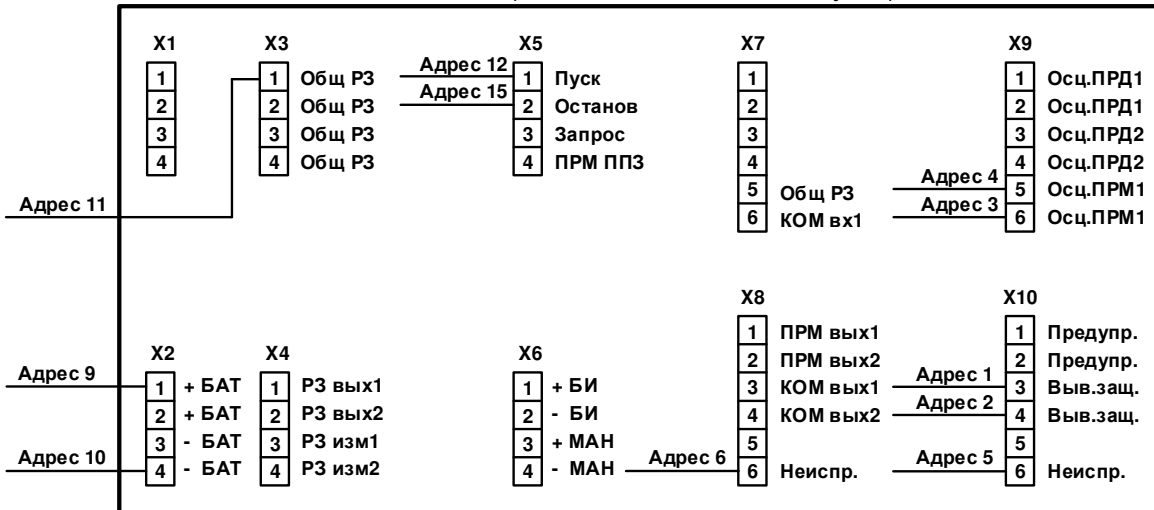 X1 X3 X5 X7 X9
1 1 Общ РЗ Адрес 12 1 Пуск 1 1 Осц.ПРД1
2 2 Общ РЗ Адрес 15 2 Останов 2 2 Осц.ПРД1
3 3 Общ РЗ 3 Запрос 3 3 Осц.ПРД2
4 4 Общ РЗ 4 ПРМ ППЗ 4 4 Осц.ПРД2
5 Общ РЗ Адрес 4 5 Осц.ПРМ1
Адрес 11 6 КОМ вх1 Адрес 3 6 Осц.ПРМ1
X8 X10
1 ПРМ вых1 1 Предупр.
X2 X4 X6 2 ПРМ вых2 2 Предупр.
Адрес 9 1 + БАТ 1 РЗ вых1 1 + БИ 3 КОМ вых1 Адрес 1 3 Выв.защ.
2 + БАТ 2 РЗ вых2 2 - БИ 4 КОМ вых2 Адрес 2 4 Выв.защ.
3 - БАТ 3 РЗ изм1 3 + МАН 5 5
Адрес 10 4 - БАТ 4 РЗ изм2 4 - МАН Адрес 6 6 Неиспр. Адрес 5 6 Неиспр.